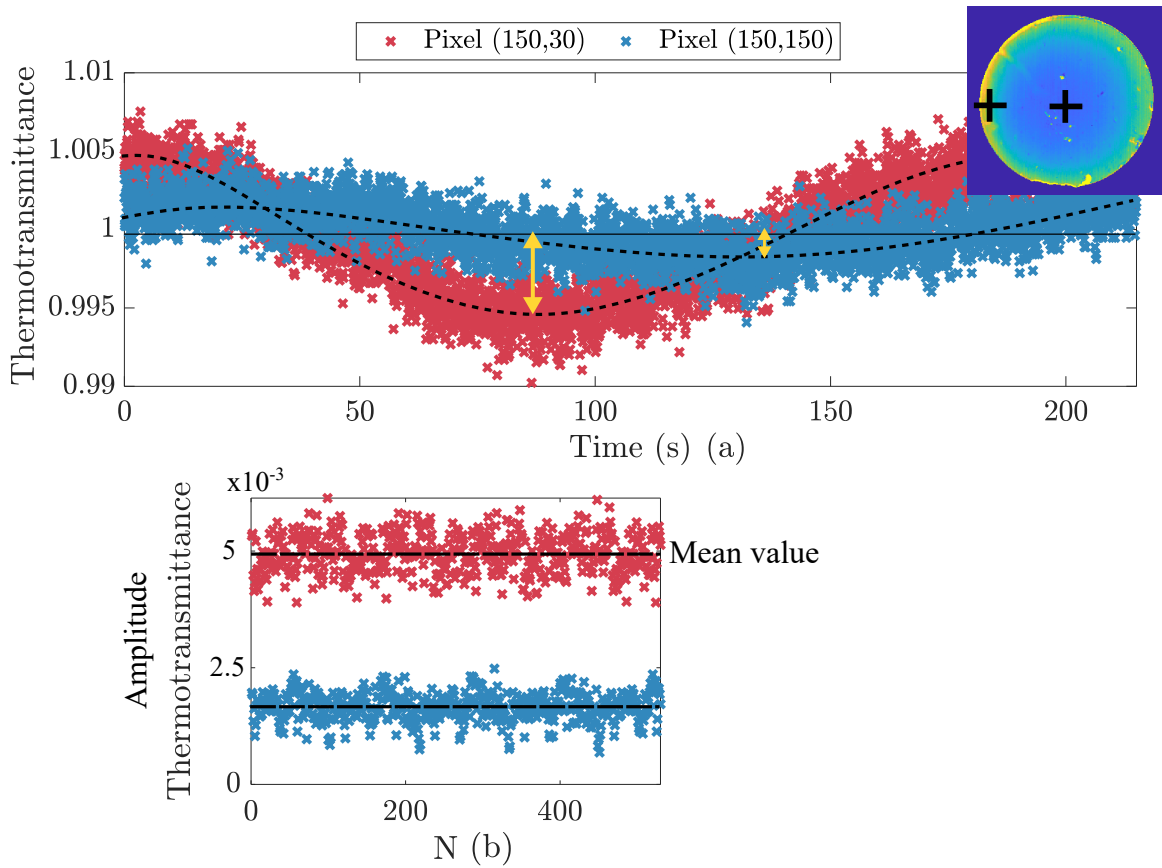 Pixel (150,30) Pixel (150,150)
1.01
1.005
1
0.995
0.99
Thermotransmittance
0 50 100 150 200
Time (s) (a)
x10-3
5
2.5
0
Amplitude
Thermotransmittance
Mean value
0 200 400
N (b)